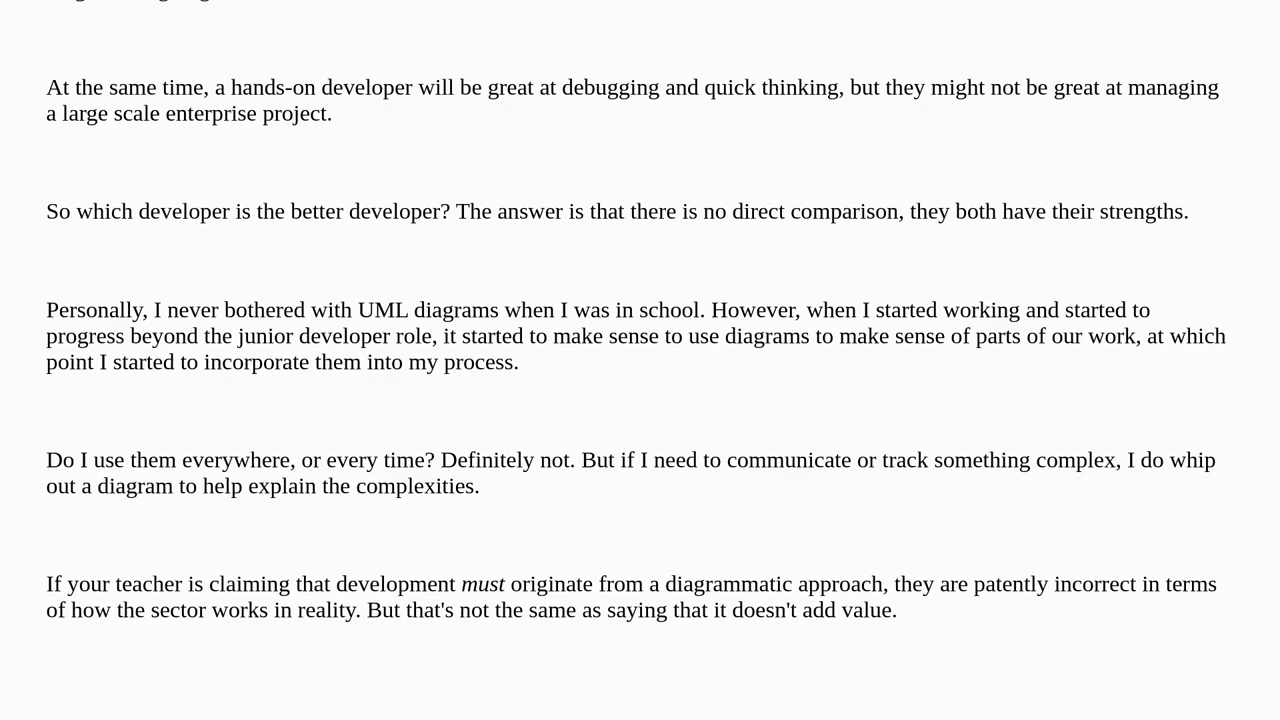 At the same time, a hands-on developer will be great at debugging and quick thinking, but they might not be great at managing
a large scale enterprise project.
So which developer is the better developer? The answer is that there is no direct comparison, they both have their strengths.
Personally, I never bothered with UML diagrams when I was in school. However, when I started working and started to
progress beyond the junior developer role, it started to make sense to use diagrams to make sense of parts of our work, at which
point I started to incorporate them into my process.
Do I use them everywhere, or every time? Definitely not. But if I need to communicate or track something complex, I do whip
out a diagram to help explain the complexities.
If your teacher is claiming that development must originate from a diagrammatic approach, they are patently incorrect in terms
of how the sector works in reality. But that's not the same as saying that it doesn't add value.